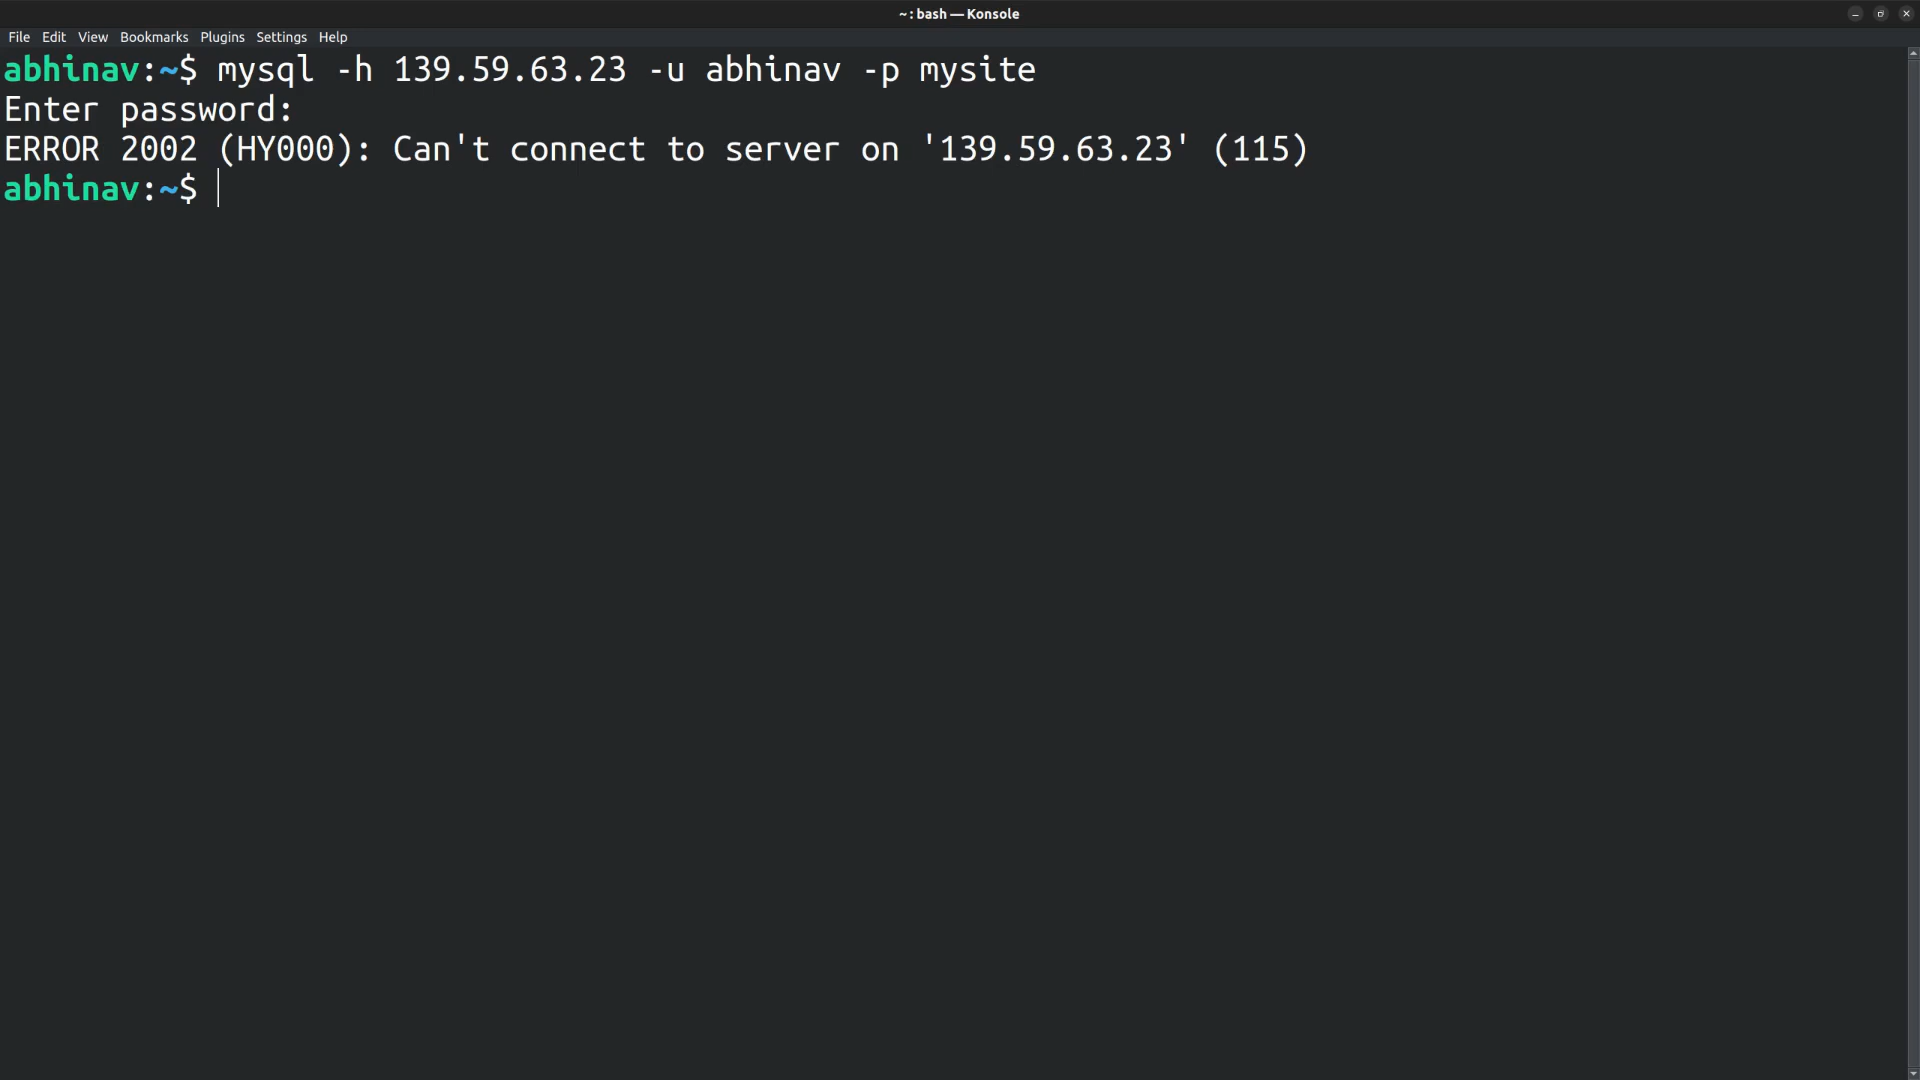 ~ : bash — Konsole
File Edit View Bookmarks Plugins Settings Help
abhinav:~$ mysql -h 139.59.63.23 -u abhinav -p mysite
Enter password:
ERROR 2002 (HY000): Can't connect to server on '139.59.63.23' (115)
abhinav:~$